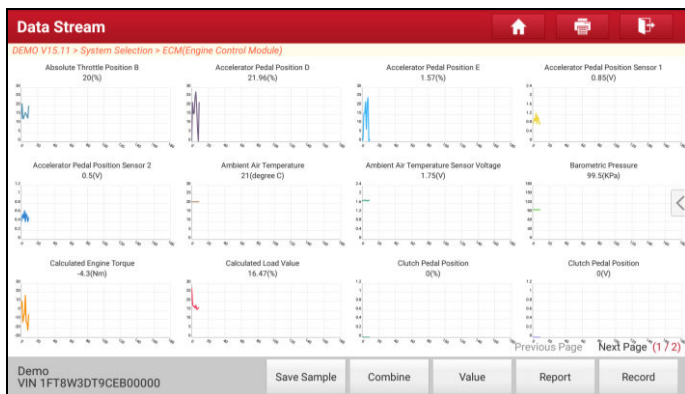 Data Stream
DEMO V15.11 > System Selection > ECM(Engine Control Module)
Absolute Throttle Position B
20(%)
Accelerator Pedal Position D
21.96(%)
Accelerator Pedal Position E
1.57(%)
Accelerator Pedal Position Sensor 1
0.85(V)
Accelerator Pedal Position Sensor 2
0.5(V)
Ambient Air Temperature
21(degree C)
Ambient Air Temperature Sensor Voltage
1.75(V)
Barometric Pressure
99.5(KPa)
Calculated Engine Torque
-4.3(Nm)
Calculated Load Value
16.47(%)
Clutch Pedal Position
0(%)
Clutch Pedal Position
0(V)
Previous Page Next Page (1 / 2)
Demo
VIN 1FT8W3DT9CEB00000
Save Sample
Combine
Value
Report
Record